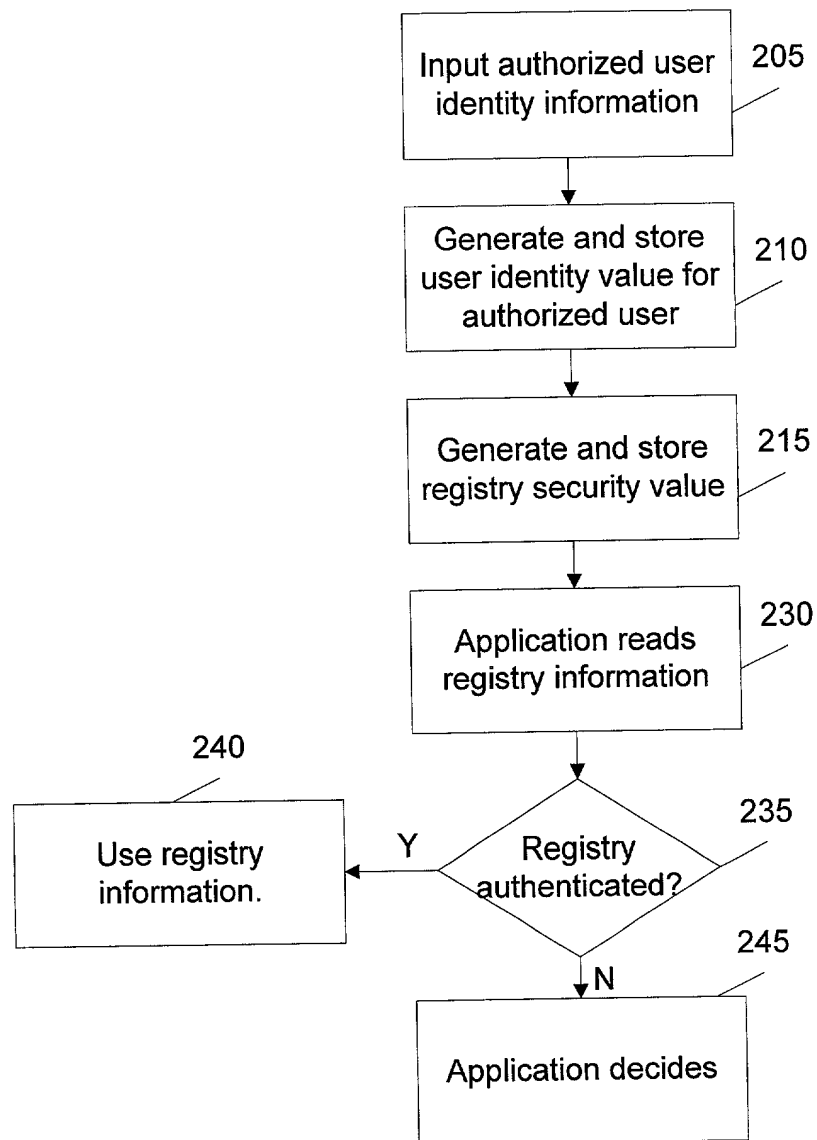 Input authorized user
identity information
205
Generate and store
user identity value for
authorized user
210
Generate and store
registry security value
215
Application reads
registry information
230
240
Use registry
information.
Y
Registry
authenticated?
235
N
245
Application decides